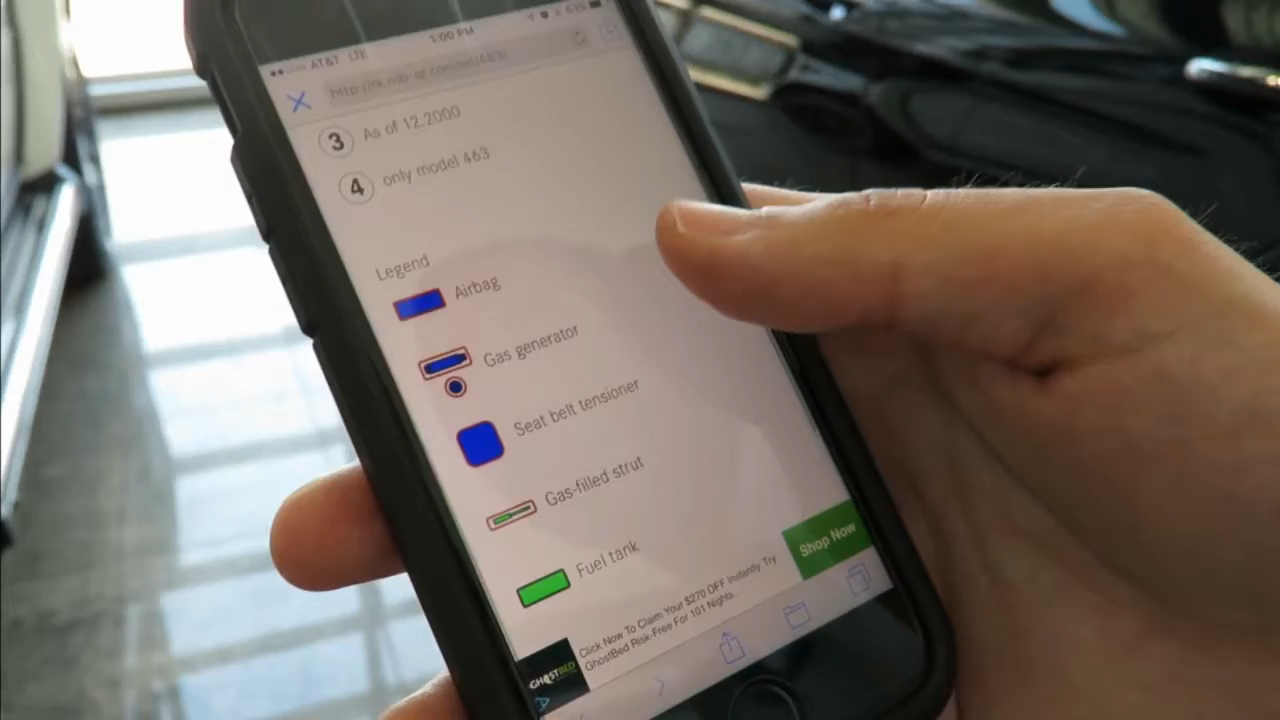 AT&T LTE 1:00 PM 63%
3 As of 12.2000
4 only model 463
Legend
Airbag
Gas generator
Seat belt tensioner
Gas-filled strut
Fuel tank
Shop Now
Click Now To Claim Your $270 OFF Instantly Try
GhostBed Risk-Free For 101 Nights...
GHOSTBED